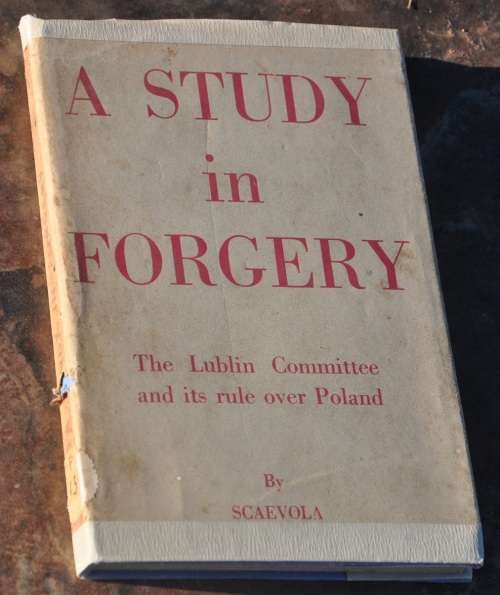 A STUDY
in
FORGERY
The Lublin Committee
and its rule over Poland
By
SCAEVOLA